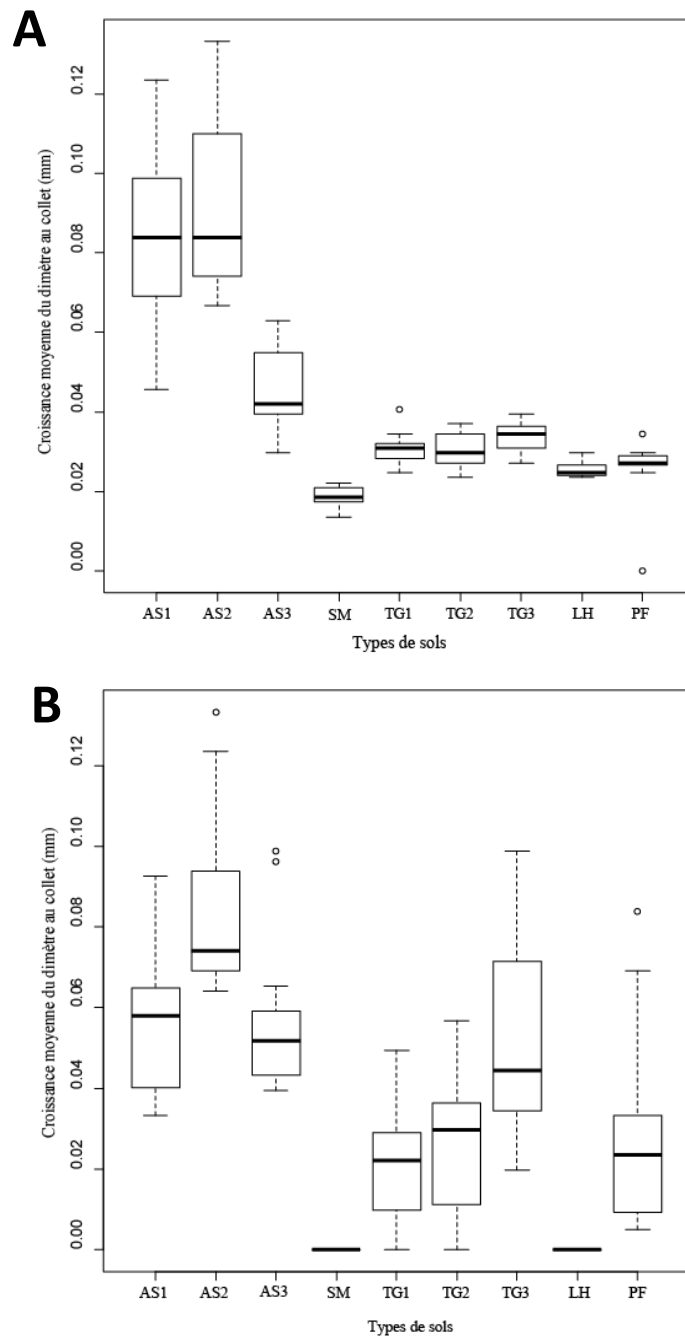 A
Croissance moyenne du dimètre au collet (mm)
0.12
0.10
0.08
0.06
0.04
0.02
0.00
AS1 AS2 AS3 SM TG1 TG2 TG3 LH PF
Types de sols
B
Croissance moyenne du dimètre au collet (mm)
0.12
0.10
0.08
0.06
0.04
0.02
0.00
AS1 AS2 AS3 SM TG1 TG2 TG3 LH PF
Types de sols